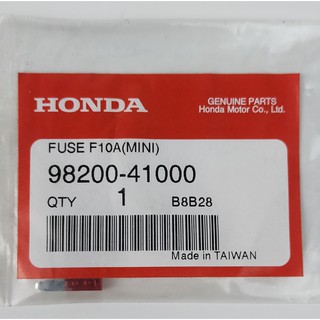 HONDA
GENUINE PARTS
Honda Motor Co., Ltd.
FUSE F10A(MINI)
98200-41000
QTY 1 B8B28
Made in TAIWAN